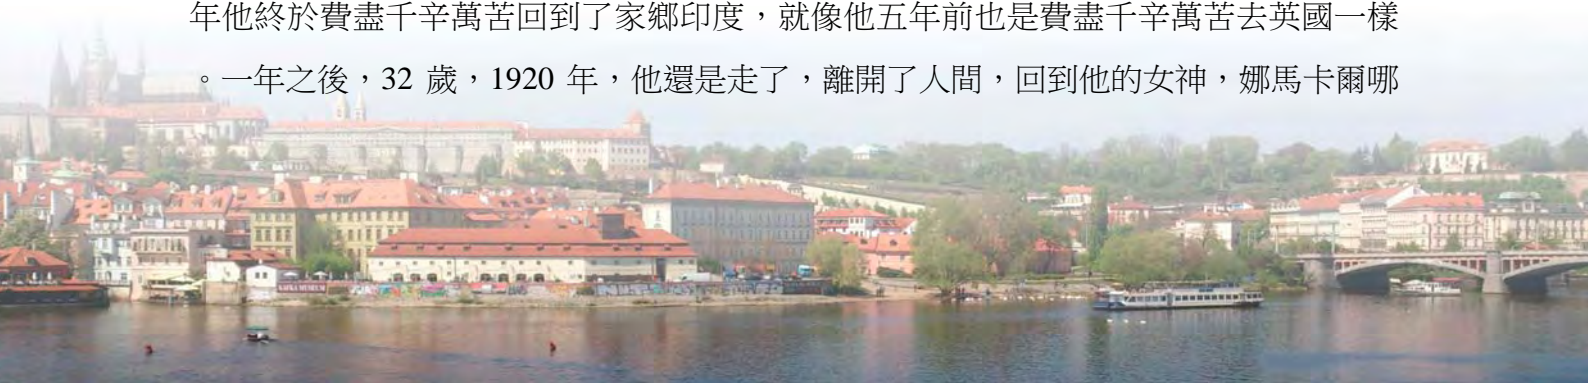 年他終於費盡千辛萬苦回到了家鄉印度，就像他五年前也是費盡千辛萬苦去英國一樣
。一年之後，32 歲，1920 年，他還是走了，離開了人間，回到他的女神，娜馬卡爾哪
KAFKA MUSEUM